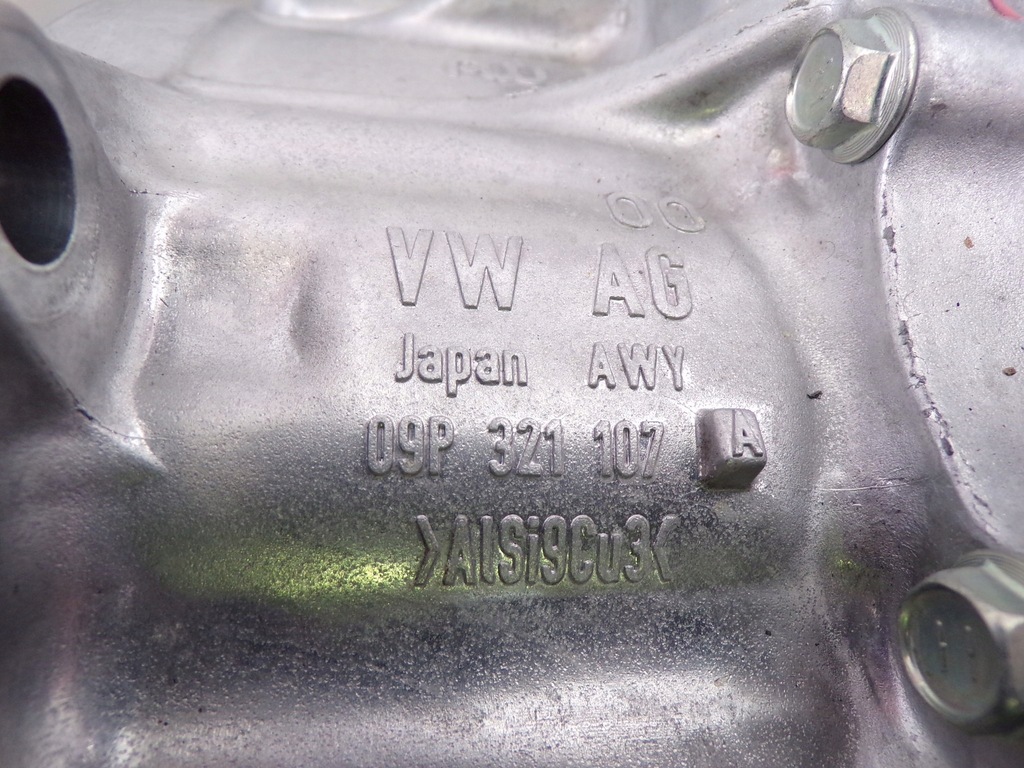 VW AG
Japan AWY
09P 321 107 A
>AlSi9Cu3<